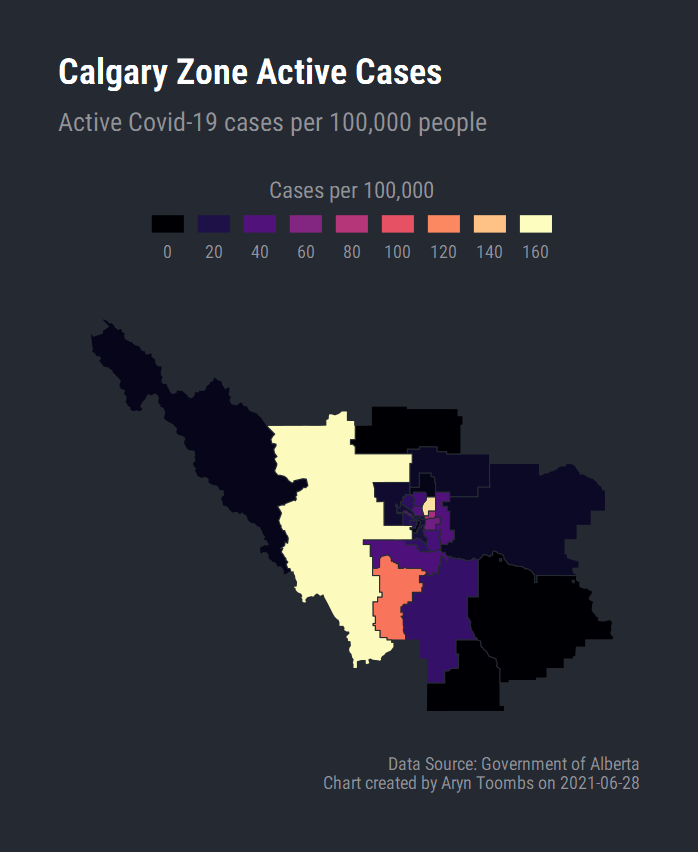 Calgary Zone Active Cases
Active Covid-19 cases per 100,000 people
Cases per 100,000
0 20 40 60 80 100 120 140 160
Data Source: Government of Alberta
Chart created by Aryn Toombs on 2021-06-28